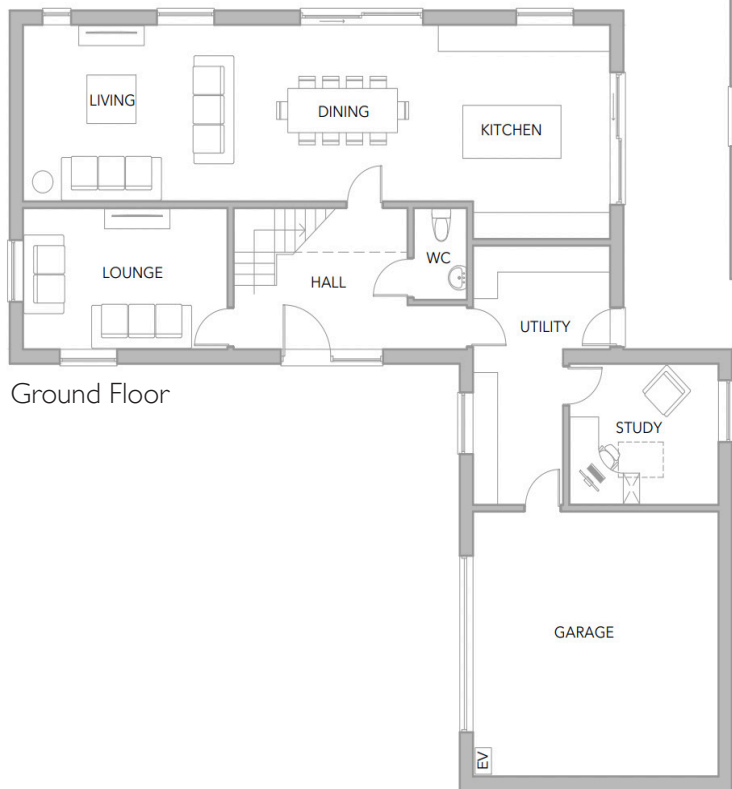 LIVING
DINING
KITCHEN
LOUNGE
WC
HALL
UTILITY
Ground Floor
STUDY
GARAGE
EV